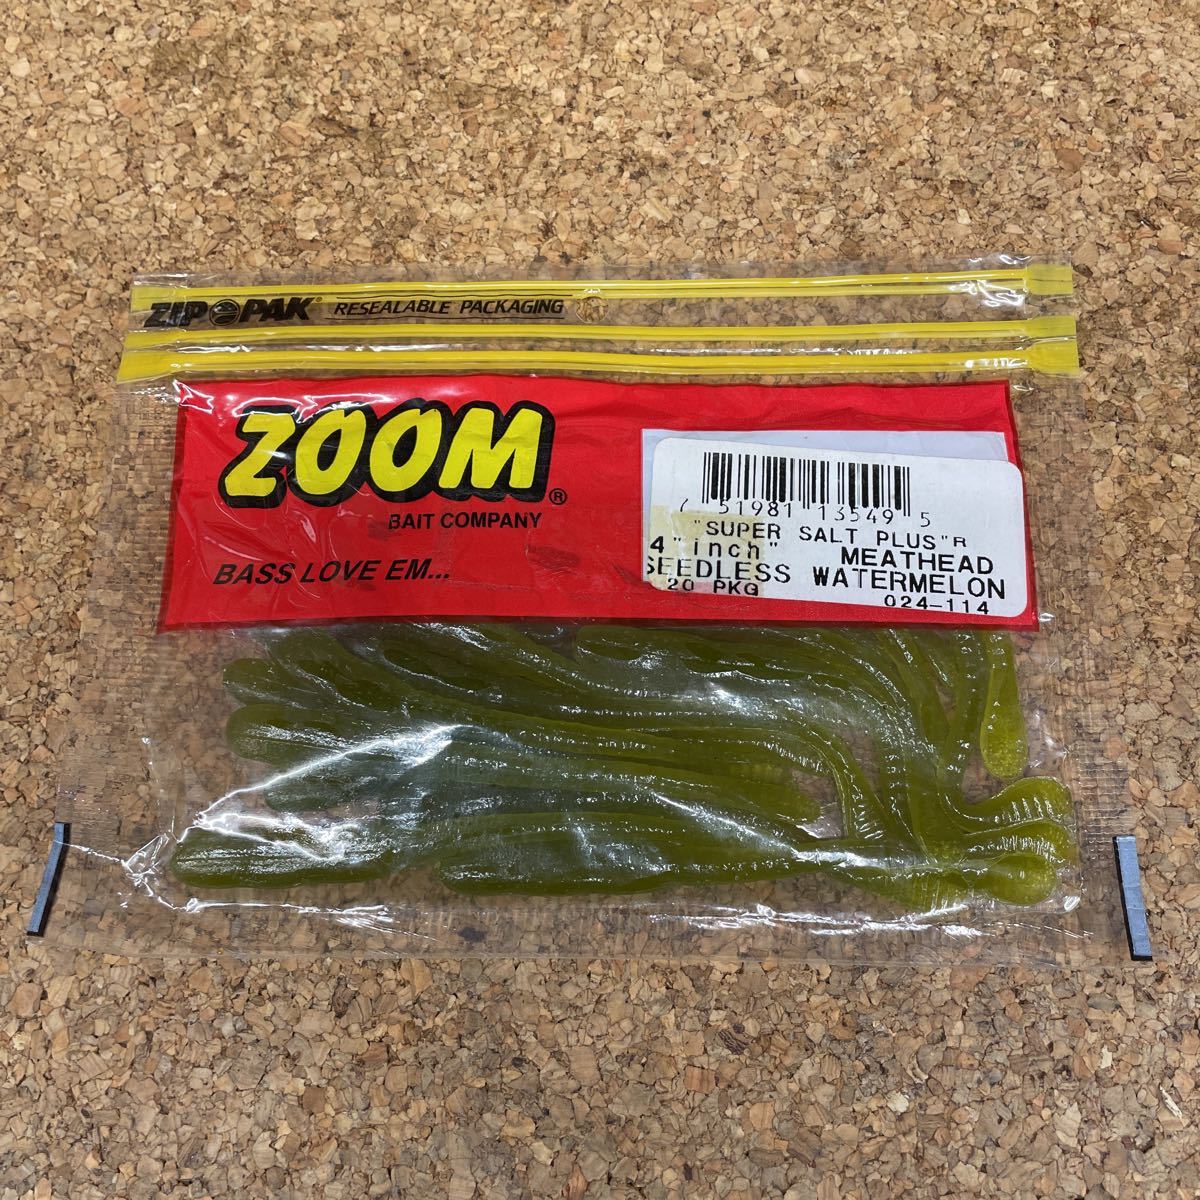 ZIP PAK® RESEALABLE PACKAGING
ZOOM®
BAIT COMPANY
BASS LOVE EM...
7 51981 13549 5
"SUPER SALT PLUS"R
4"inch" MEATHEAD
SEEDLESS WATERMELON
20 PKG 024-114